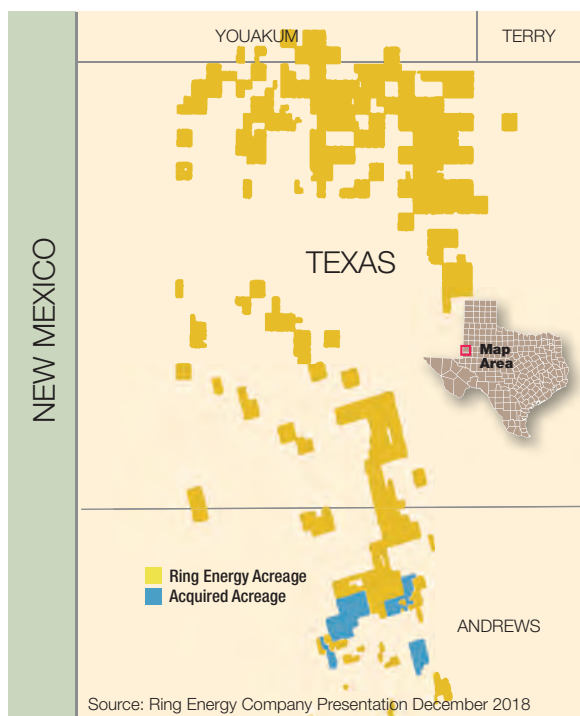 YOUAKUM
TERRY
TEXAS
NEW MEXICO
Map
Area
Ring Energy Acreage
Acquired Acreage
ANDREWS
Source: Ring Energy Company Presentation December 2018